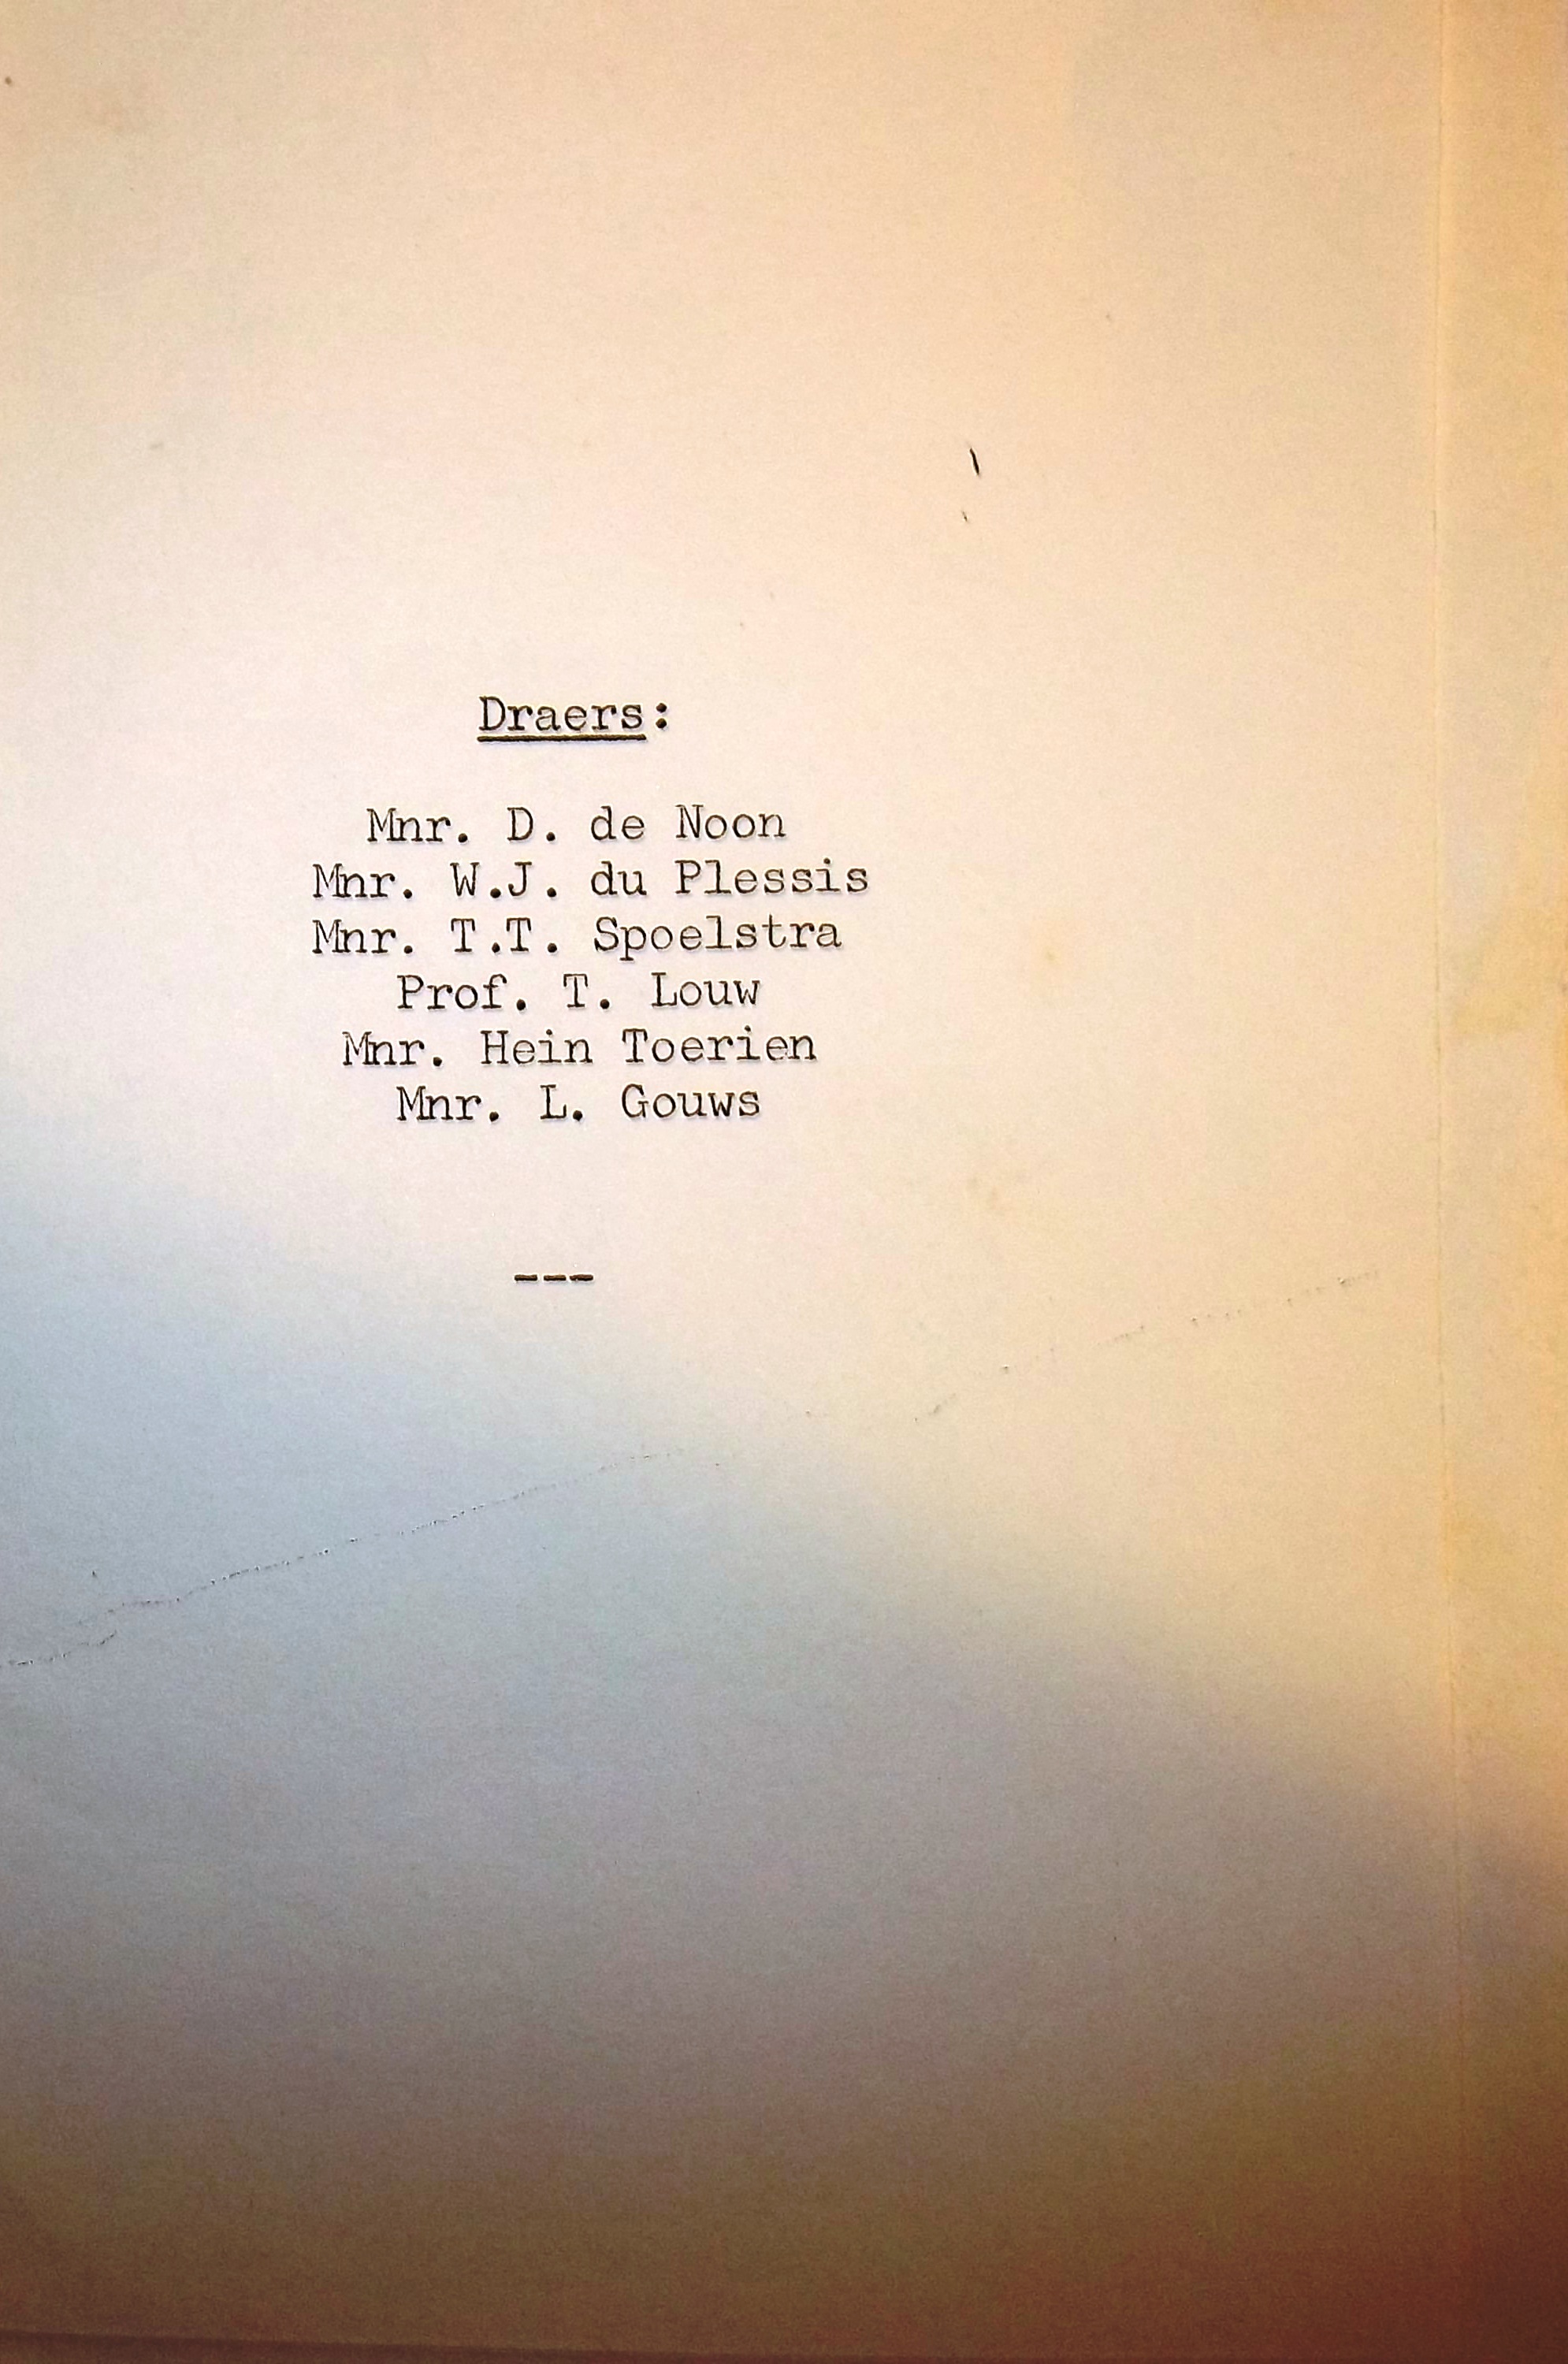 Draers:
Mnr. D. de Noon
Mnr. W.J. du Plessis
Mnr. T.T. Spoelstra
Prof. T. Louw
Mnr. Hein Toerien
Mnr. L. Gouws
---